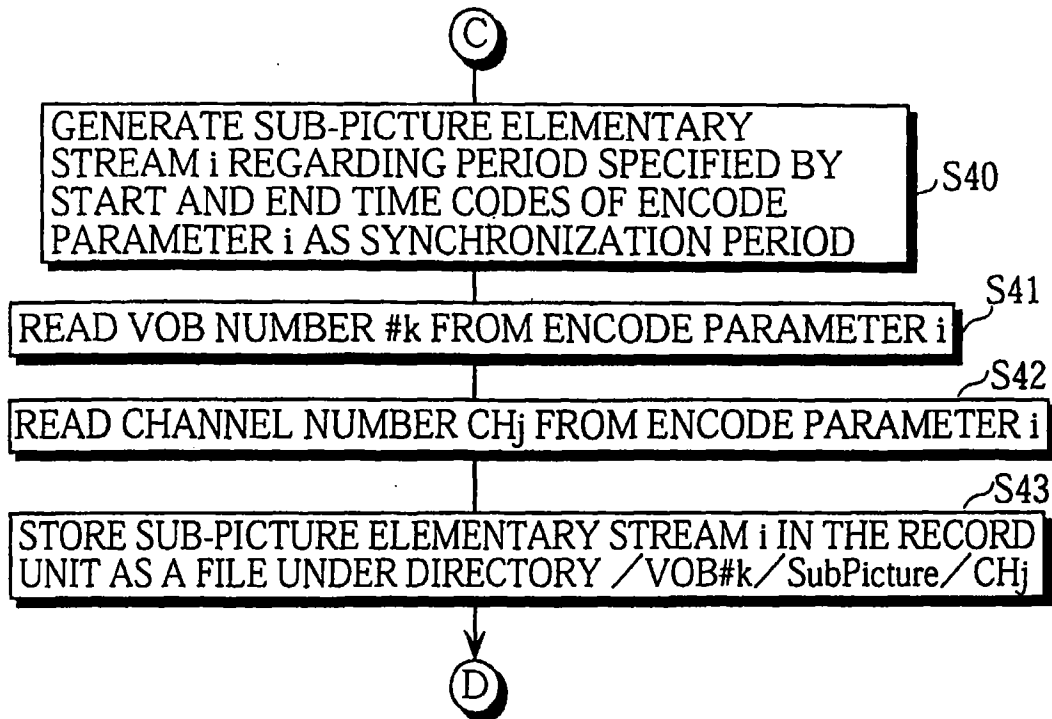 C
GENERATE SUB-PICTURE ELEMENTARY
STREAM i REGARDING PERIOD SPECIFIED BY
START AND END TIME CODES OF ENCODE
PARAMETER i AS SYNCHRONIZATION PERIOD
S40
S41
READ VOB NUMBER #k FROM ENCODE PARAMETER i
S42
READ CHANNEL NUMBER CHj FROM ENCODE PARAMETER i
S43
STORE SUB-PICTURE ELEMENTARY STREAM i IN THE RECORD
UNIT AS A FILE UNDER DIRECTORY /VOB#k/SubPicture/CHj
D